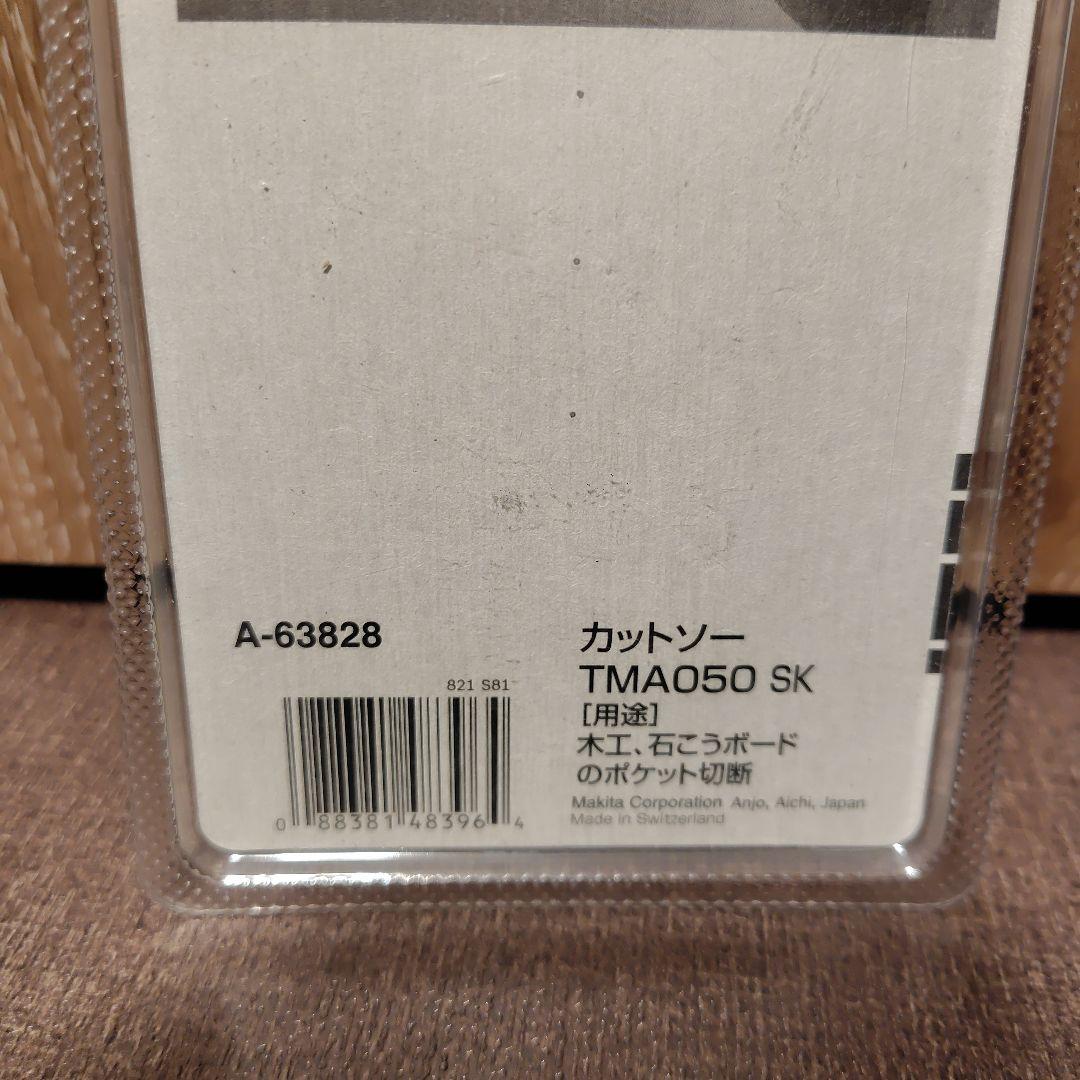 A-63828
821 S81
0 88381 48396 4
カットソー
TMA050 SK
[用途]
木工、石こうボード
のポケット切断
Makita Corporation Anjo, Aichi, Japan
Made in Switzerland